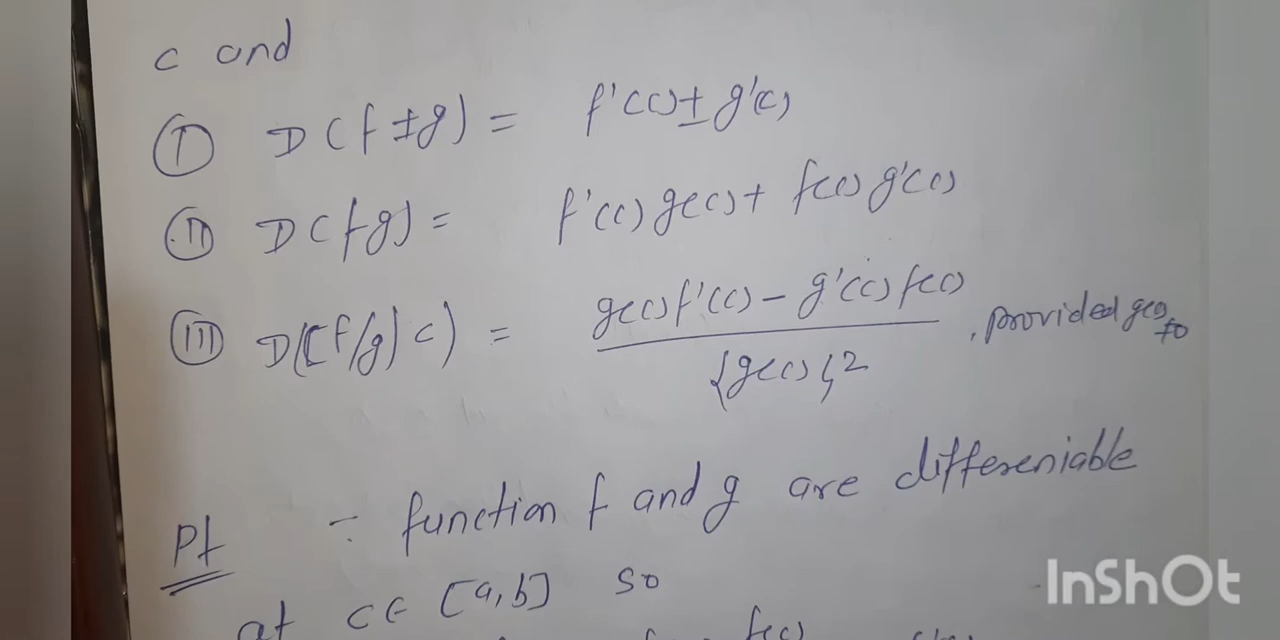 c and
(I) D(f±g) = f'(c) ± g'(c)
(II) D(fg) = f'(c) g(c) + f(c) g'(c)
(III) D((f/g) c) = g(c) f'(c) - g'(c) f(c) , provided g(c) ≠0
{g(c)}²
Pf ÷ function f and g are differeniable
at c∈ [a,b] so
f(c)
InShOt